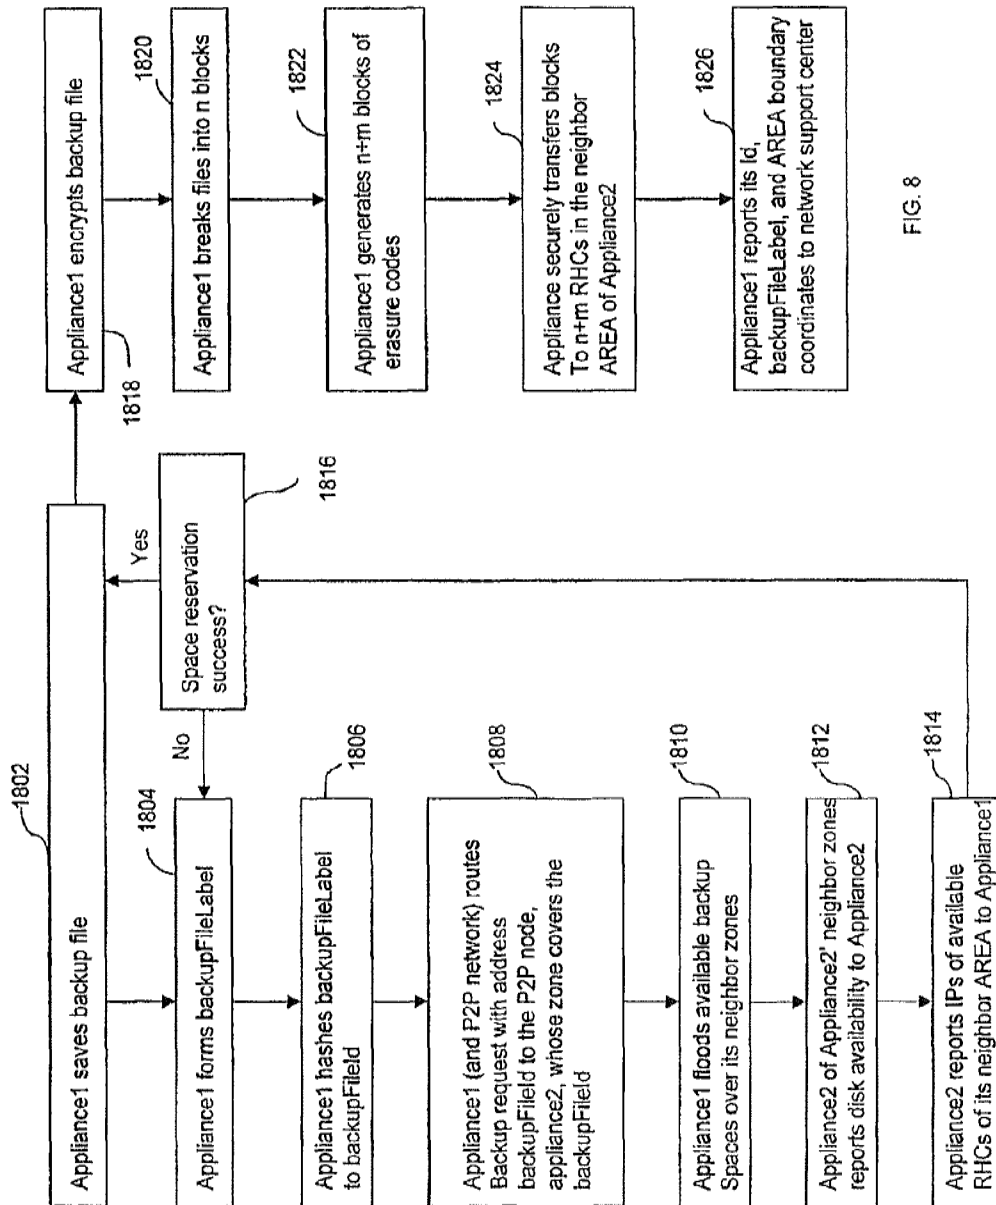 1802
Appliance1 saves backup file
1804
Appliance1 forms backupFileLabel
1806
Appliance1 hashes backupFileLabel
to backupFileId
1808
Appliance1 (and P2P network) routes
Backup request with address
backupFileId to the P2P node,
appliance2, whose zone covers the
backupFileId
1810
Appliance1 floods available backup
Spaces over its neighbor zones
1812
Appliance2 of Appliance2' neighbor zones
reports disk availability to Appliance2
1814
Appliance2 reports IPs of available
RHCs of its neighbor AREA to Appliance1
Yes
No
Space reservation
success?
1816
Appliance1 encrypts backup file
1818
Appliance1 breaks files into n blocks
1820
Appliance1 generates n+m blocks of
erasure codes
1822
Appliance securely transfers blocks
To n+m RHCs in the neighbor
AREA of Appliance2
1824
Appliance1 reports its Id,
backupFileLabel, and AREA boundary
coordinates to network support center
1826
FIG. 8